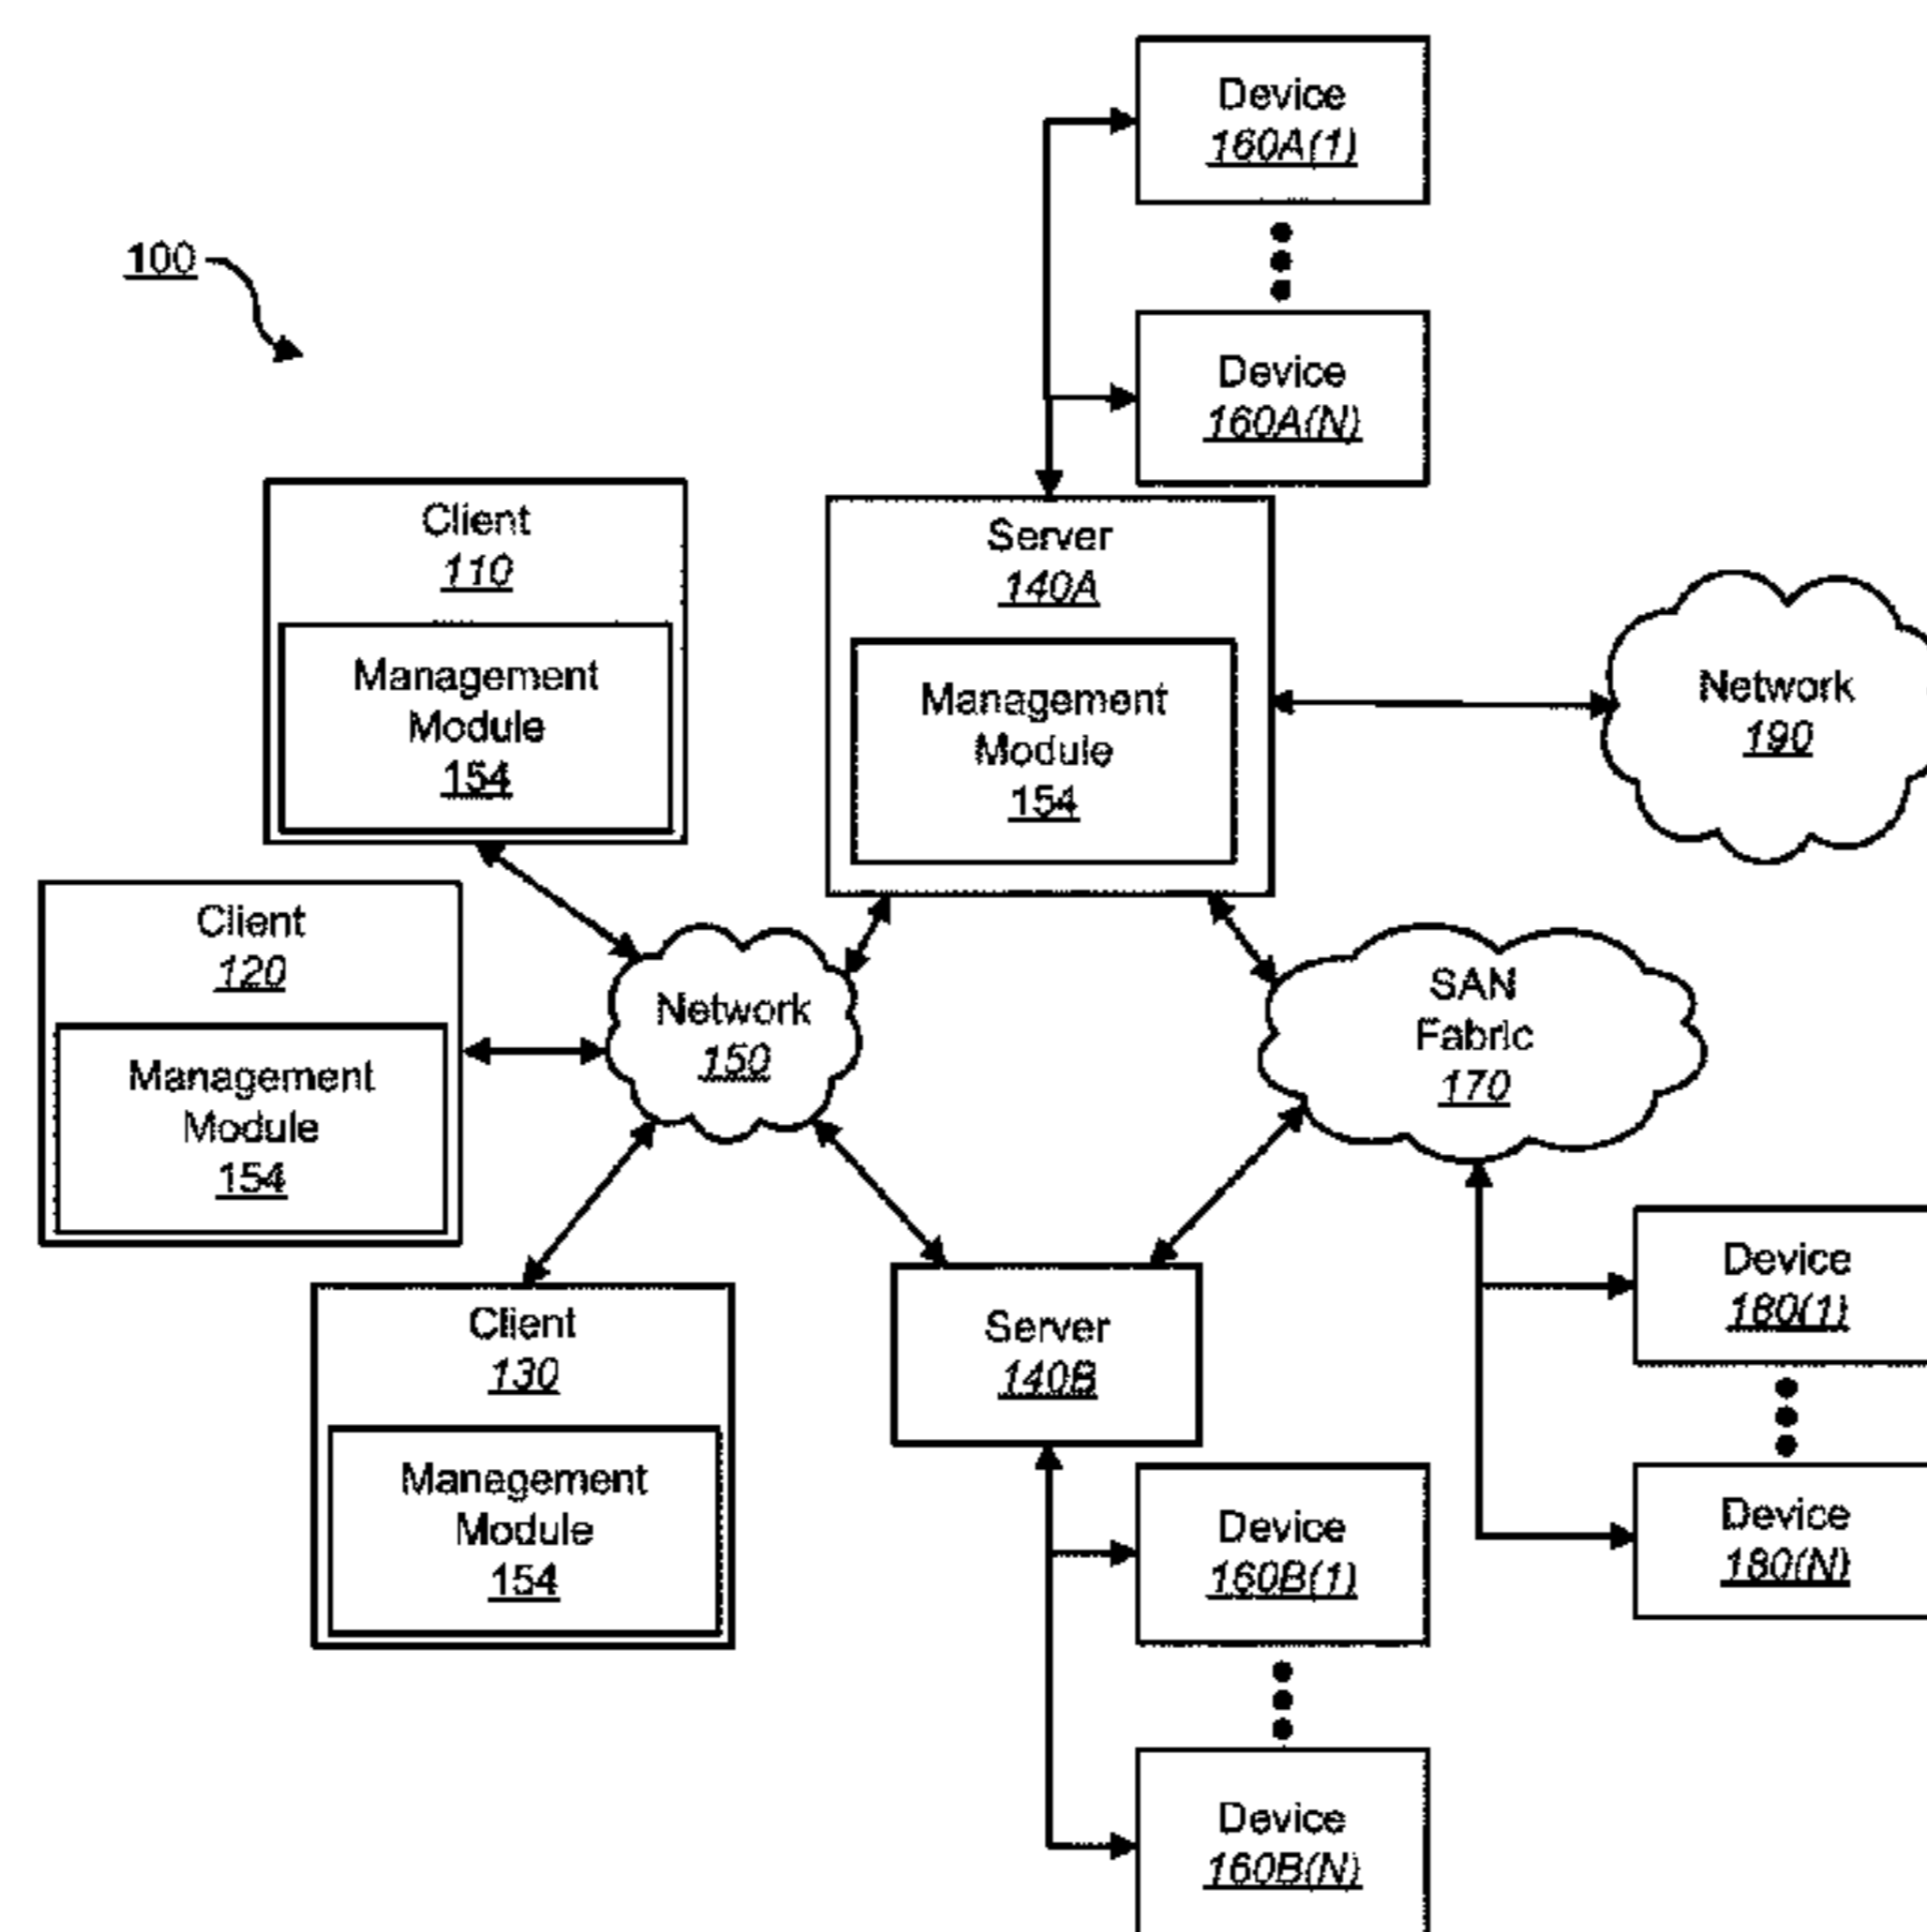 Device
160A(1)
100
Device
160A(N)
Client
110
Management
Module
154
Server
140A
Management
Module
154
Network
190
Client
120
Management
Module
154
Network
150
SAN
Fabric
170
Client
130
Management
Module
154
Server
140B
Device
180(1)
Device
180(N)
Device
160B(1)
Device
160B(N)